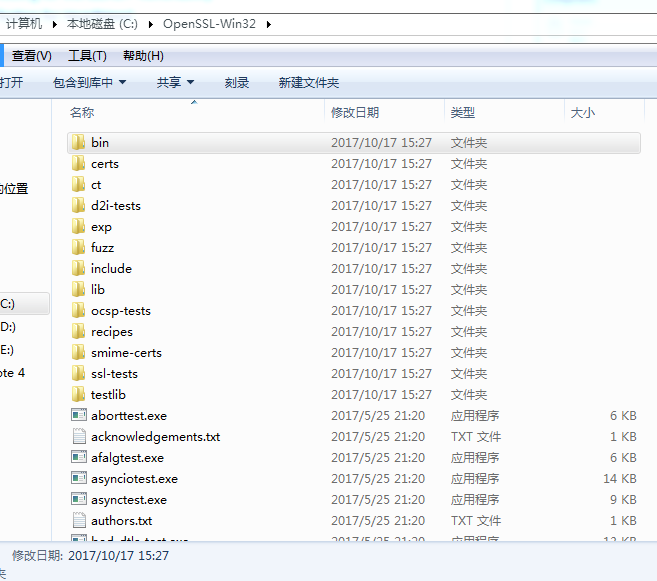 计算机 本地磁盘 (C:) OpenSSL-Win32
查看(V) 工具(T) 帮助(H)
打开 包含到库中 共享 刻录 新建文件夹
名称 修改日期 类型 大小
bin 2017/10/17 15:27 文件夹
certs 2017/10/17 15:27 文件夹
ct 2017/10/17 15:27 文件夹
的位置
d2i-tests 2017/10/17 15:27 文件夹
exp 2017/10/17 15:27 文件夹
fuzz 2017/10/17 15:27 文件夹
include 2017/10/17 15:27 文件夹
lib 2017/10/17 15:27 文件夹
C:)
ocsp-tests 2017/10/17 15:27 文件夹
D:)
recipes 2017/10/17 15:27 文件夹
E:)
smime-certs 2017/10/17 15:27 文件夹
ote 4
ssl-tests 2017/10/17 15:27 文件夹
testlib 2017/10/17 15:27 文件夹
aborttest.exe 2017/5/25 21:20 应用程序 6 KB
acknowledgements.txt 2017/5/25 21:20 TXT 文件 1 KB
afalgtest.exe 2017/5/25 21:20 应用程序 6 KB
asynciotest.exe 2017/5/25 21:20 应用程序 14 KB
asynctest.exe 2017/5/25 21:20 应用程序 9 KB
authors.txt 2017/5/25 21:20 TXT 文件 1 KB
2017/5/25 21:20 应用程序
修改日期: 2017/10/17 15:27